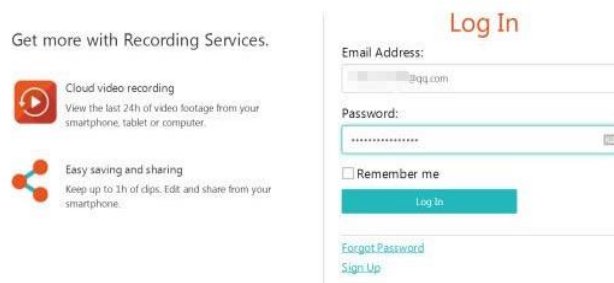 Get more with Recording Services.
Cloud video recording
View the last 24h of video footage from your
smartphone, tablet or computer.
Easy saving and sharing
Keep up to 1h of clips. Edit and share from your
smartphone.
Log In
Email Address:
@qq.com
Password:
Remember me
Log In
Forgot Password
Sign Up